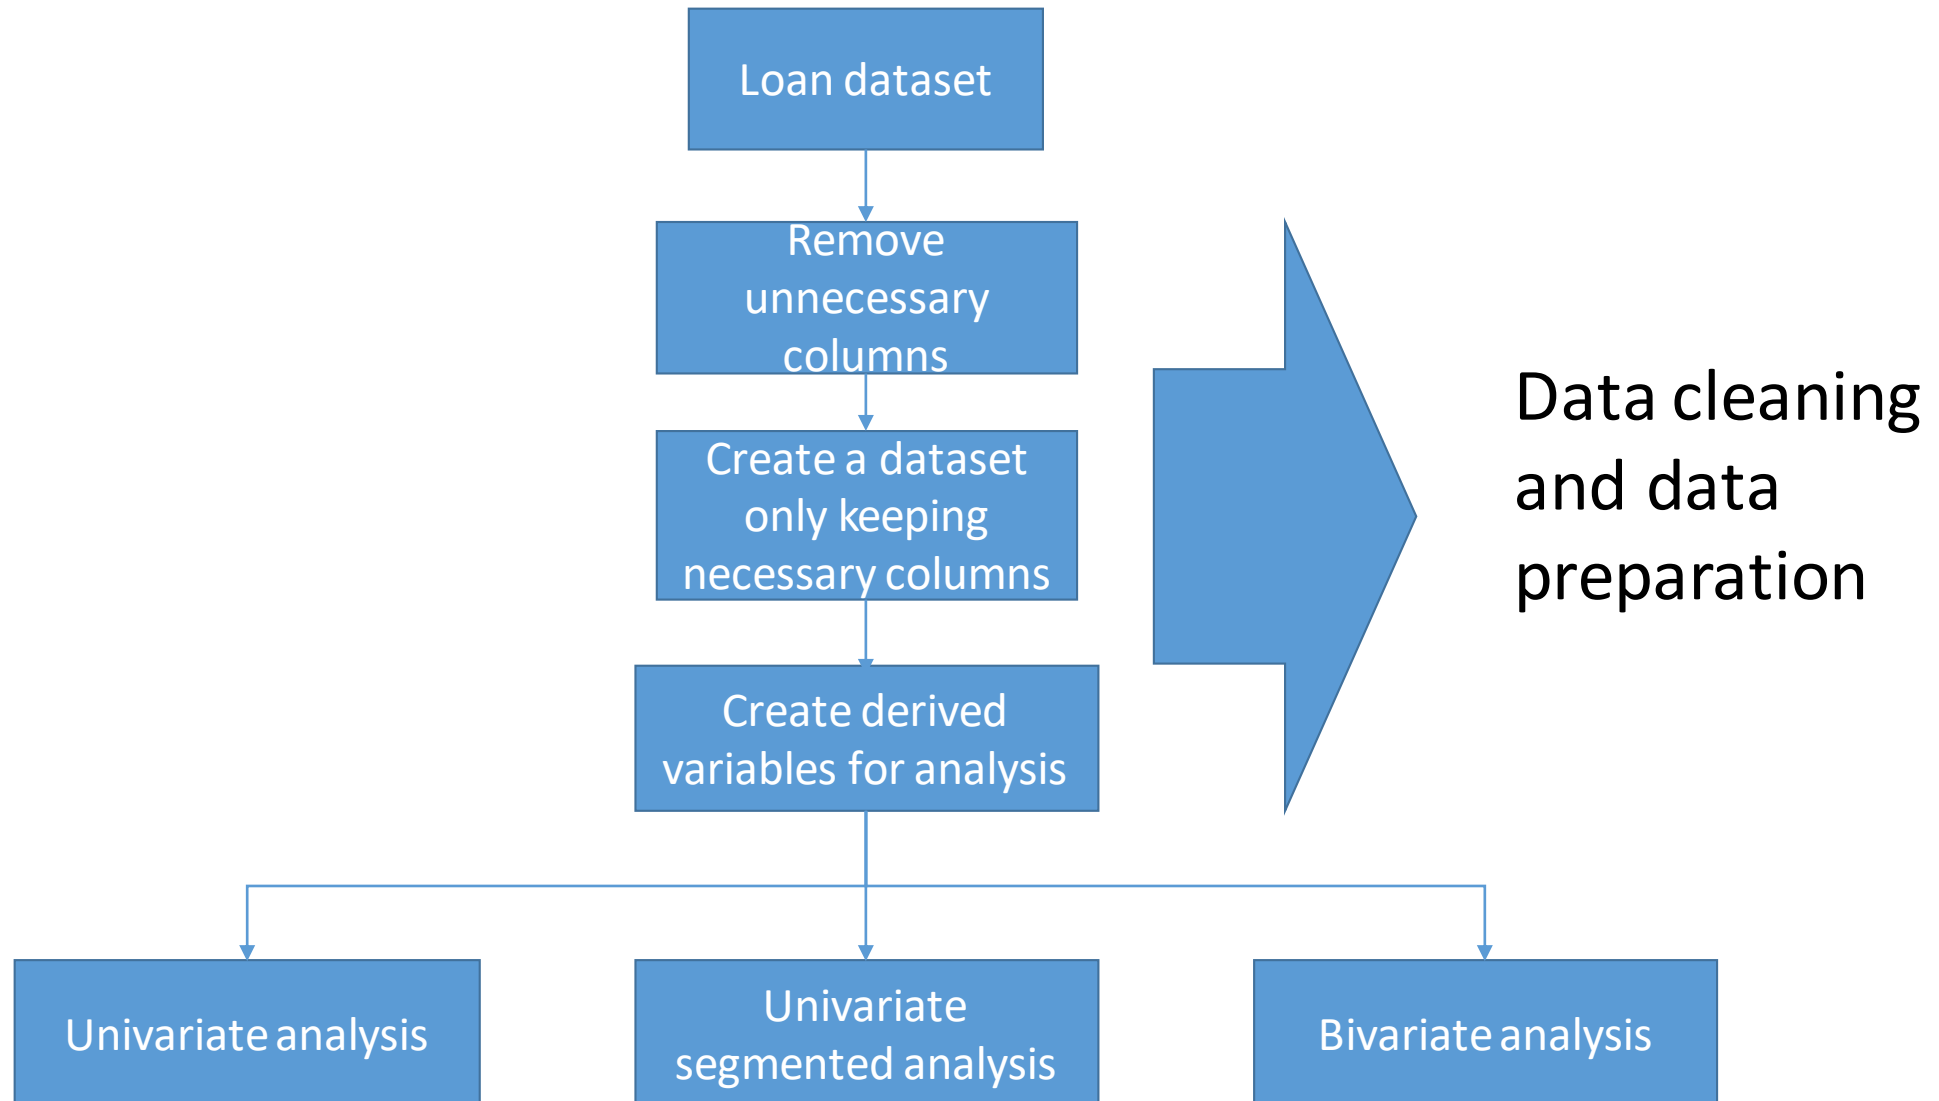 Loan dataset
Remove
unnecessary
columns
Create a dataset
only keeping
necessary columns
Data cleaning
and data
preparation
Create derived
variables for analysis
Univariate analysis
Univariate
segmented analysis
Bivariate analysis